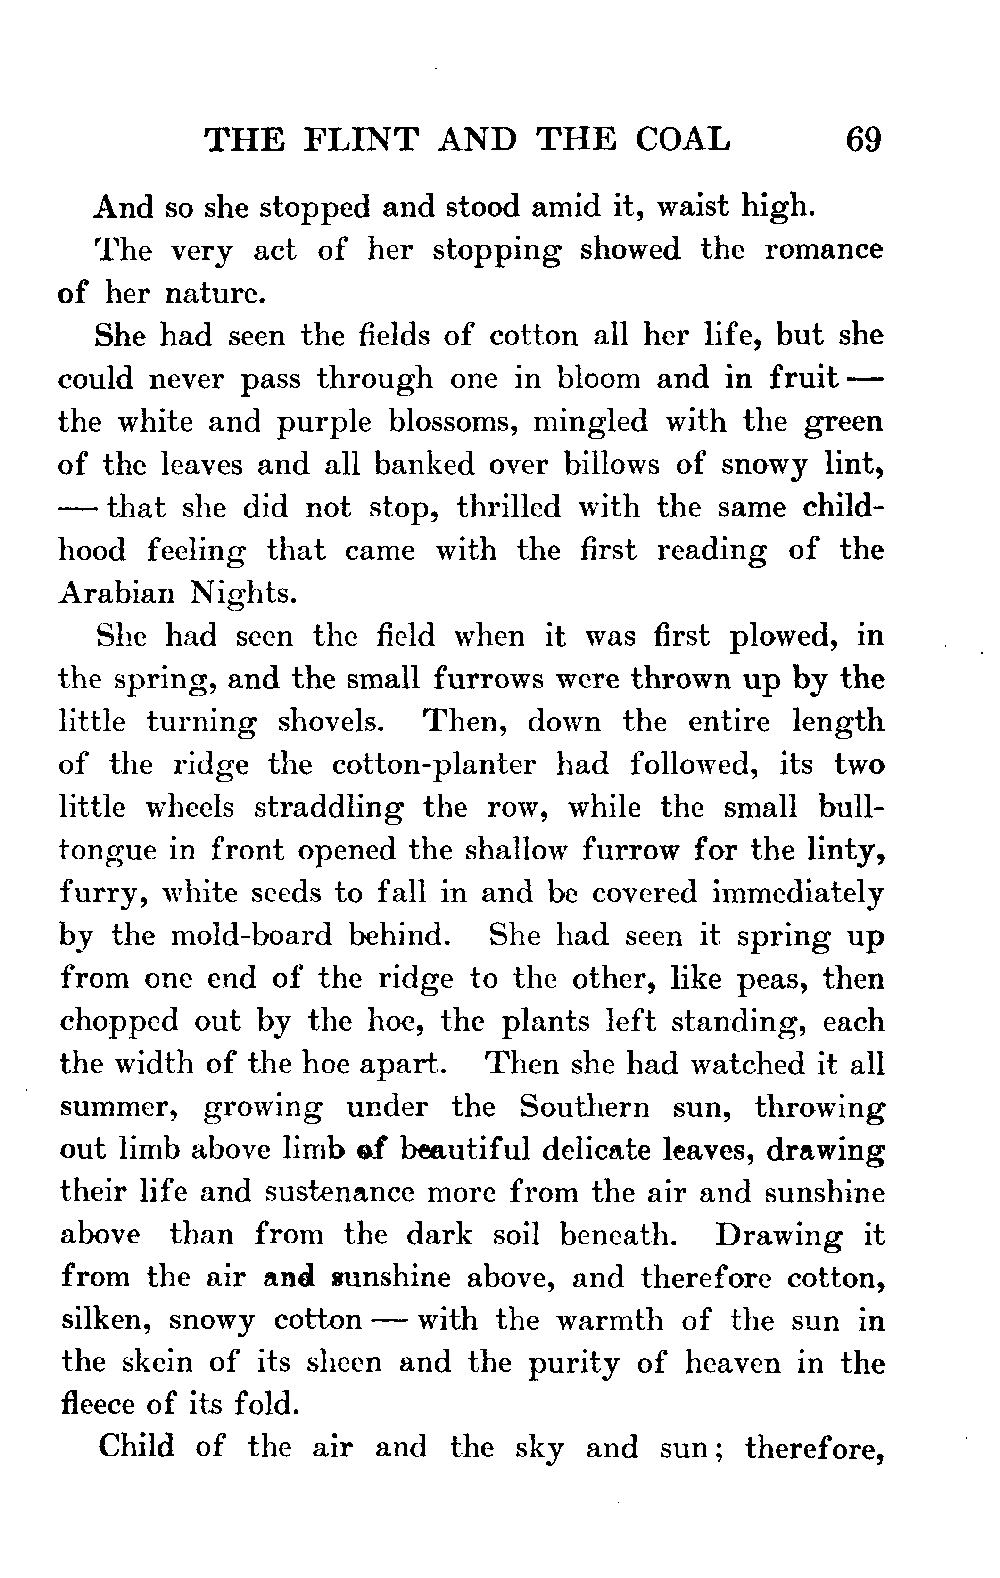 THE FLINT AND THE COAL 69
And so she stopped and stood amid it, waist high.
The very act of her stopping showed the romance
of her nature.
She had seen the fields of cotton all her life, but she
could never pass through one in bloom and in fruit —
the white and purple blossoms, mingled with the green
of the leaves and all banked over billows of snowy lint,
— that she did not stop, thrilled with the same child-
hood feeling that came with the first reading of the
Arabian Nights.
She had seen the field when it was first plowed, in
the spring, and the small furrows were thrown up by the
little turning shovels. Then, down the entire length
of the ridge the cotton-planter had followed, its two
little wheels straddling the row, while the small bull-
tongue in front opened the shallow furrow for the linty,
furry, white seeds to fall in and be covered immediately
by the mold-board behind. She had seen it spring up
from one end of the ridge to the other, like peas, then
chopped out by the hoe, the plants left standing, each
the width of the hoe apart. Then she had watched it all
summer, growing under the Southern sun, throwing
out limb above limb of beautiful delicate leaves, drawing
their life and sustenance more from the air and sunshine
above than from the dark soil beneath. Drawing it
from the air and sunshine above, and therefore cotton,
silken, snowy cotton — with the warmth of the sun in
the skein of its sheen and the purity of heaven in the
fleece of its fold.
Child of the air and the sky and sun; therefore,